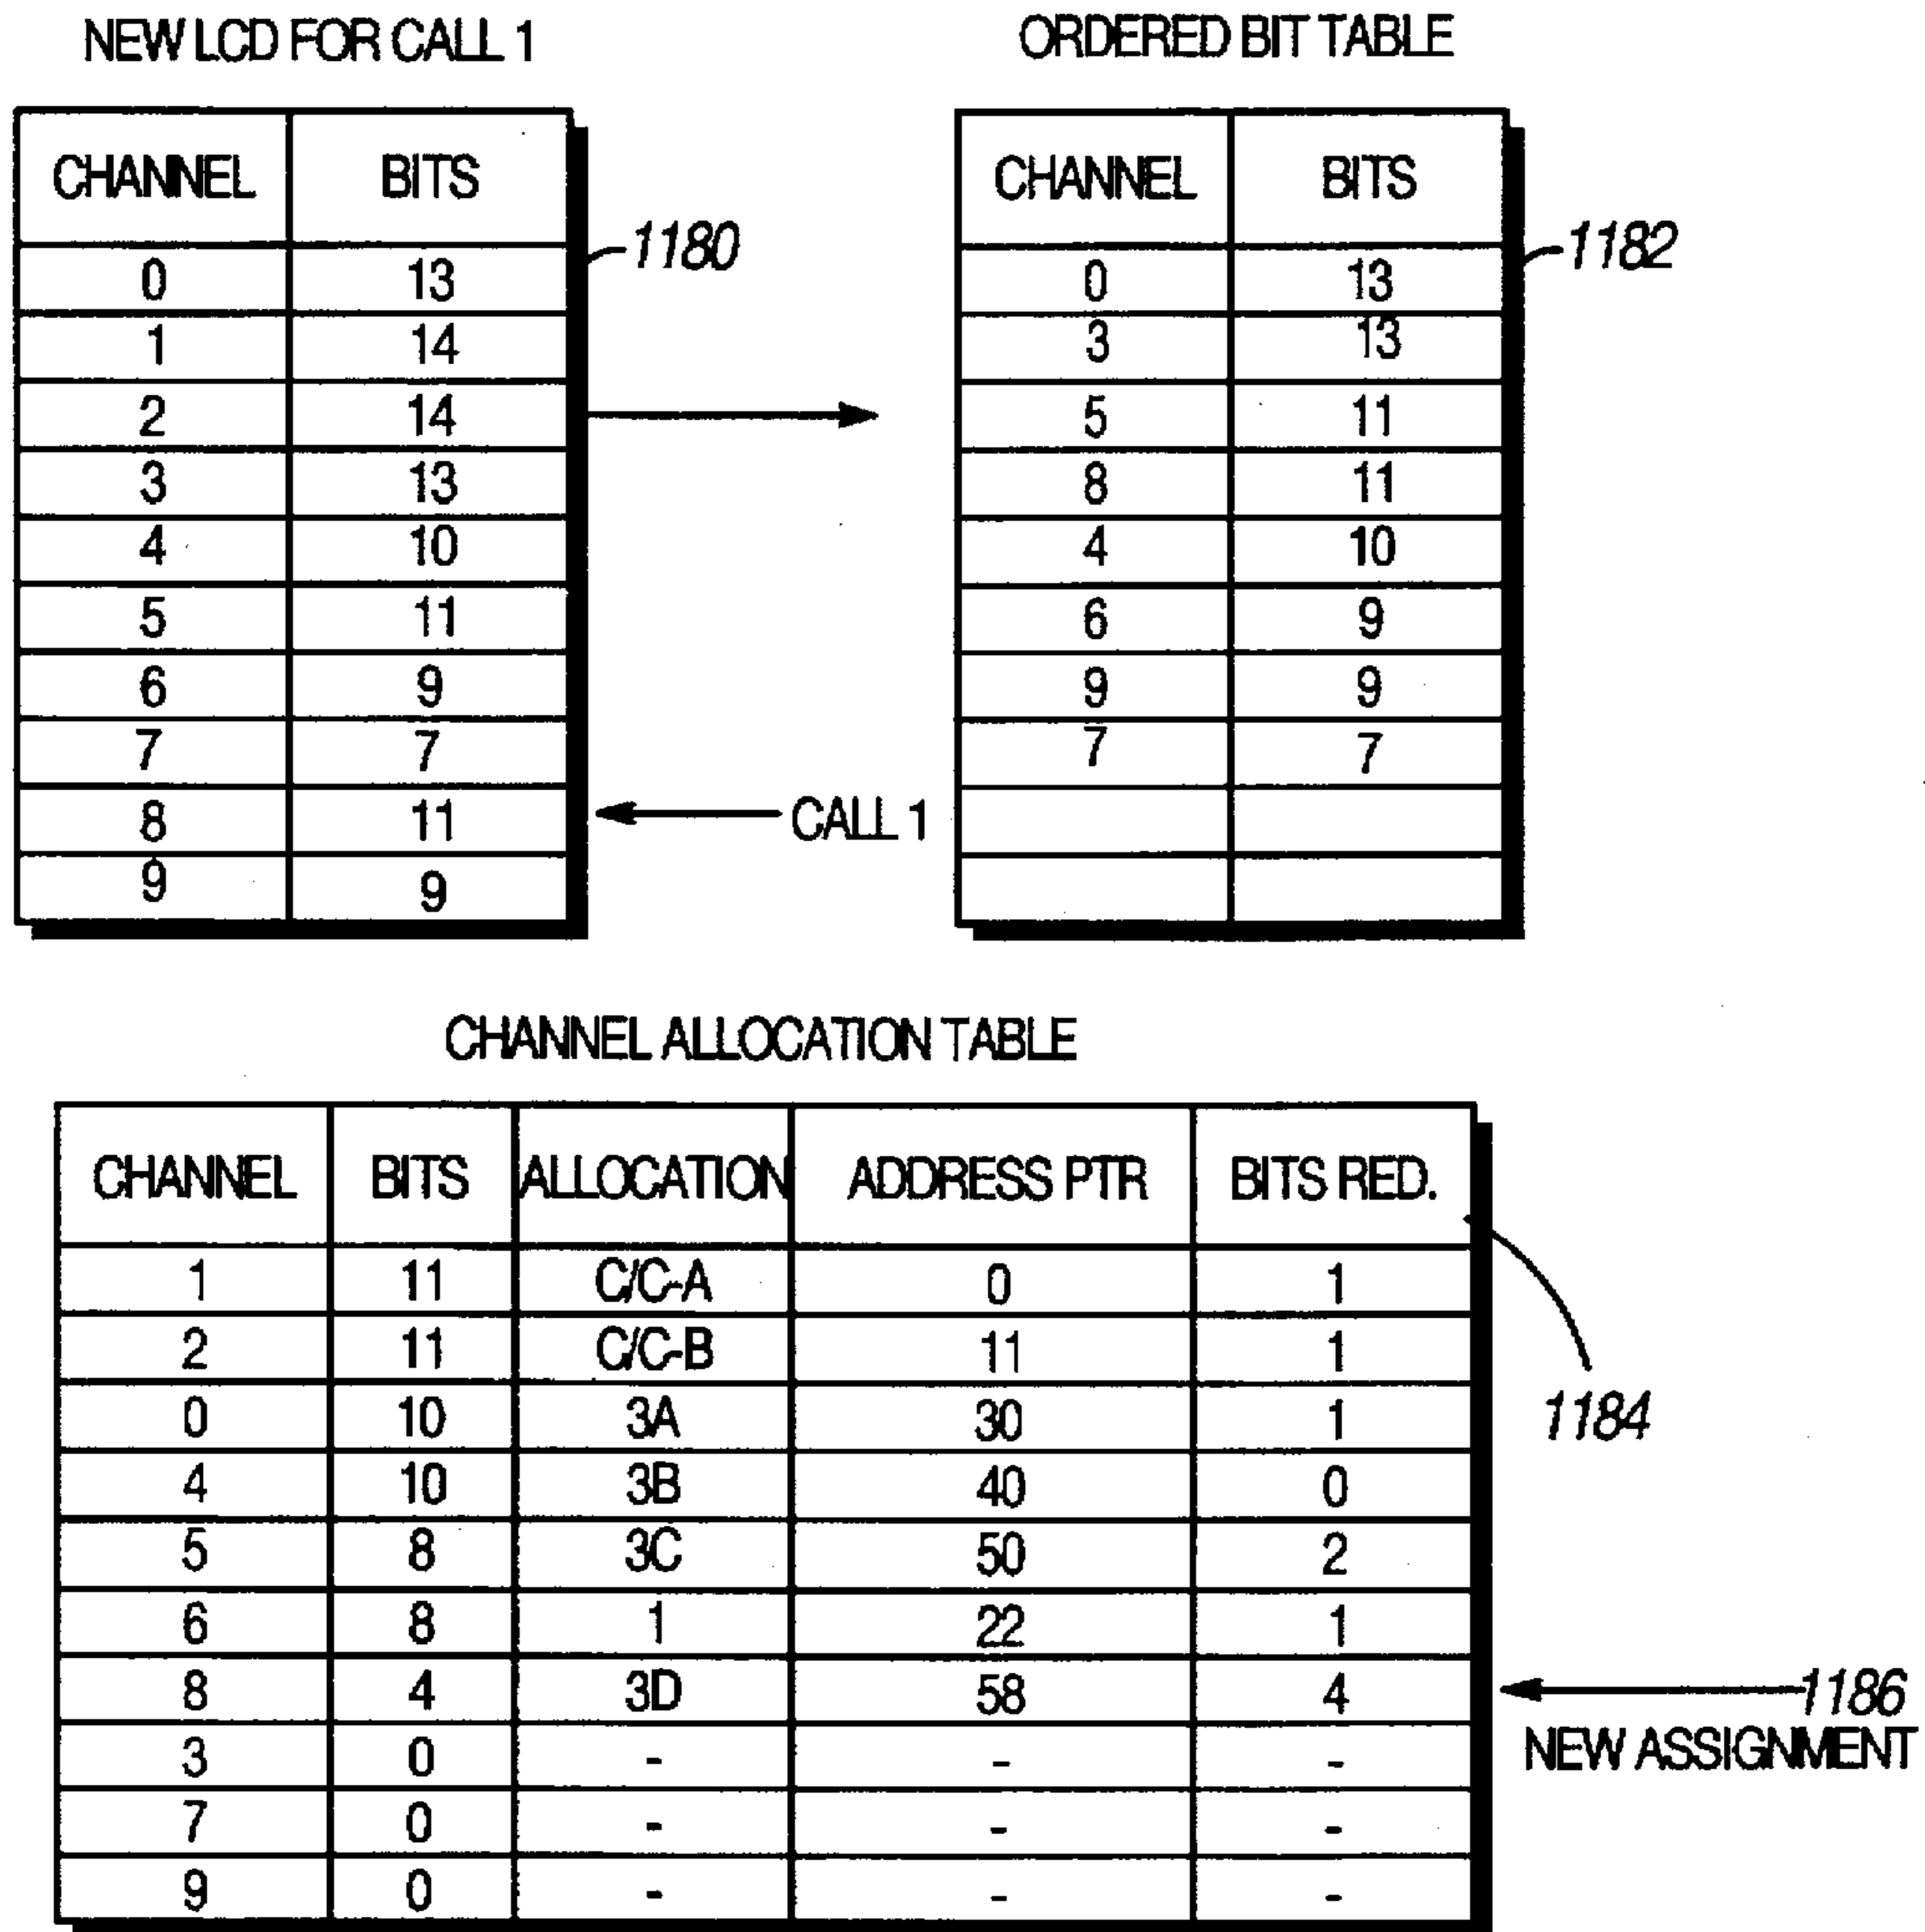 NEW LCD FOR CALL 1
CHANNEL BITS
0 13
1 14
2 14
3 13
4 10
5 11
6 9
7 7
8 11
9 9
1180
CALL 1
ORDERED BIT TABLE
CHANNEL BITS
0 13
3 13
5 11
8 11
4 10
6 9
9 9
7 7
1182
CHANNEL ALLOCATION TABLE
CHANNEL BITS ALLOCATION ADDRESS PTR BITS RED.
1 11 C/C-A 0 1
2 11 C/C-B 11 1
0 10 3A 30 1
4 10 3B 40 0
5 8 3C 50 2
6 8 1 22 1
8 4 3D 58 4
3 0 - - -
7 0 - - -
9 0 - - -
1184
1186
NEW ASSIGNMENT